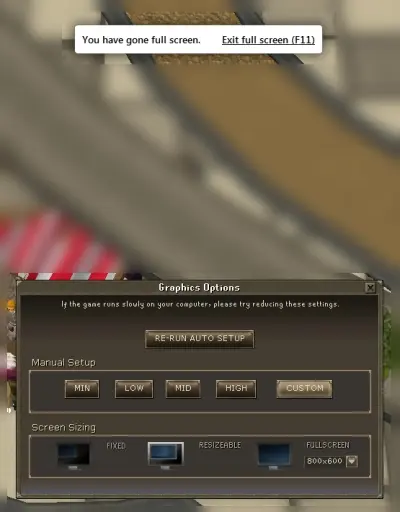 You have gone full screen. Exit full screen (F11)
Graphics Options
If the game runs slowly on your computer, please try reducing these settings.
RE-RUN AUTO SETUP
Manual Setup
MIN LOW MID HIGH CUSTOM
Screen Sizing
FIXED RESIZEABLE FULLSCREEN
800x600